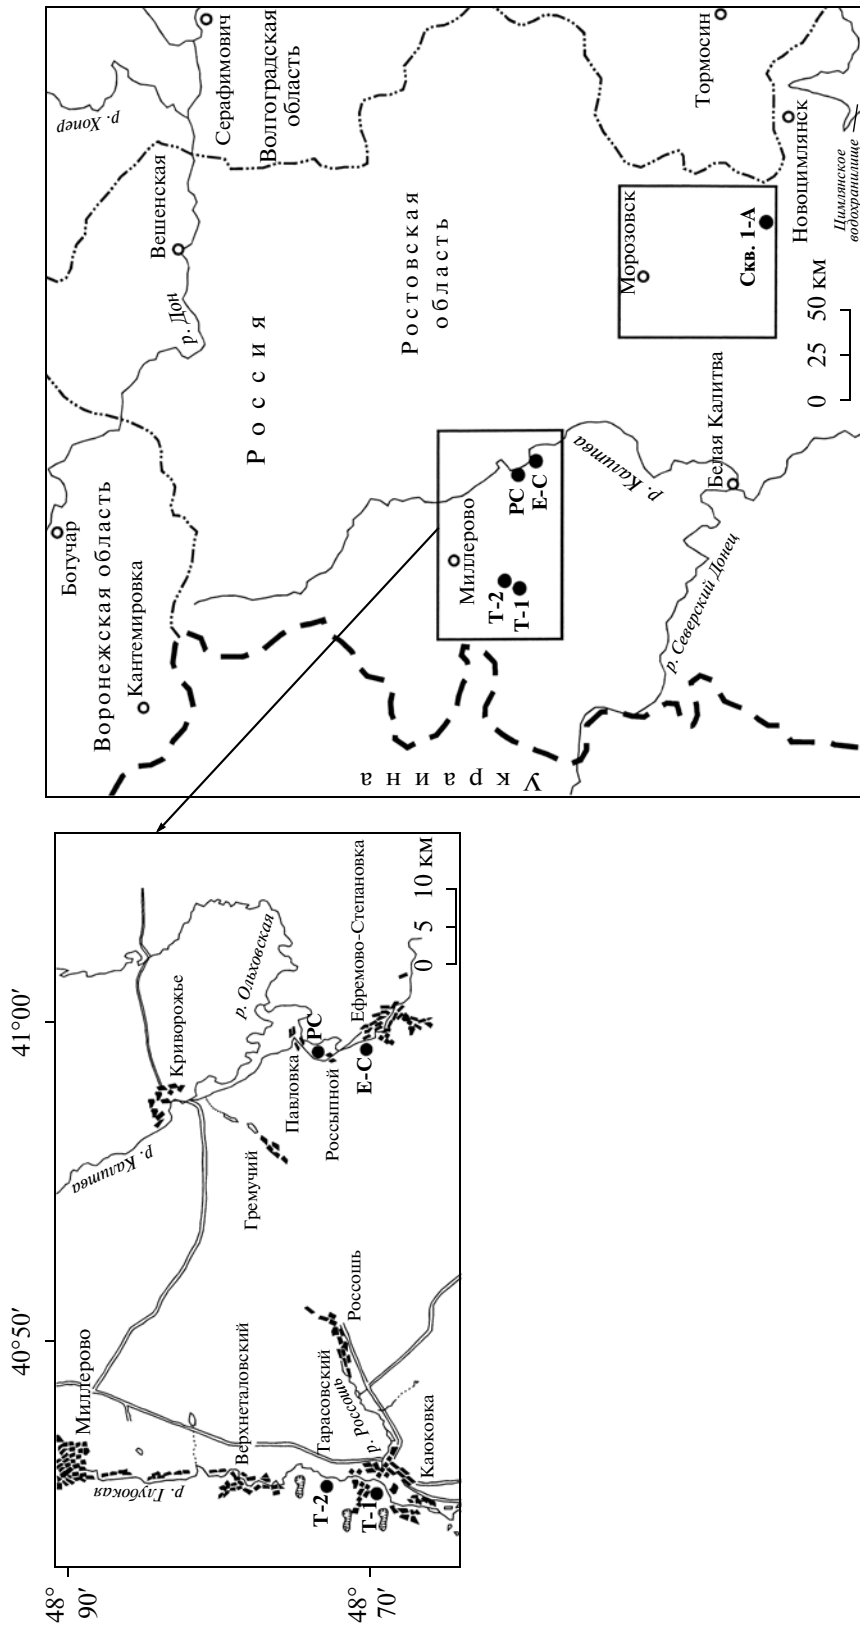 41°00′
40°50′
48°
90′
48°
70′
Миллерово
р. Глубокая
Верхнеталовский
Тарасовский
р. Россошь
Россошь
Каюковка
Т-2
Т-1
Криворожье
р. Калитва
Гремучий
р. Ольховская
Павловка
РС
Россыпной
Е-С
Ефремово-Степановка
0 5 10 км
Богучар
Воронежская область
Кантемировка
Украина
р. Дон
Вешенская
р. Хопер
Серафимович
Волгоградская
область
Россия
Ростовская
область
Миллерово
Т-2
Т-1
РС
Е-С
р. Калитва
Белая Калитва
р. Северский Донец
Морозовск
Скв. 1-А
Тормосин
Новоцимлянск
Цимлянское
водохранилище
0 25 50 км